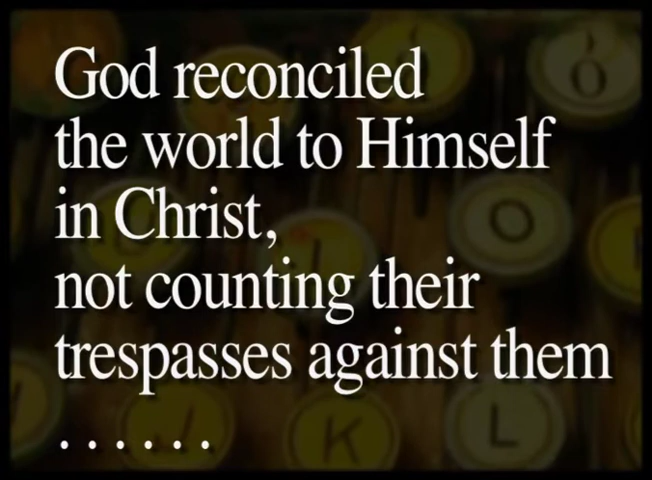 God reconciled
the world to Himself
in Christ,
not counting their
trespasses against them
. . . . . .
O
O
K
L